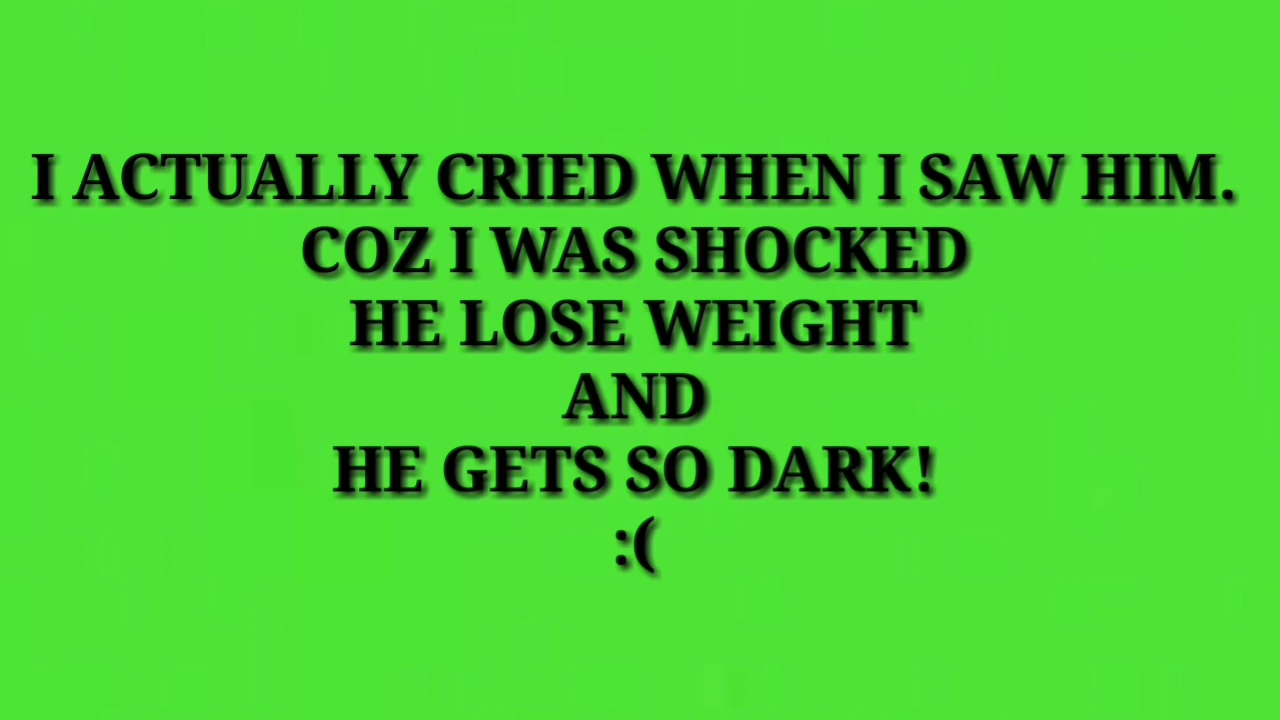 I ACTUALLY CRIED WHEN I SAW HIM.
COZ I WAS SHOCKED
HE LOSE WEIGHT
AND
HE GETS SO DARK!
:(